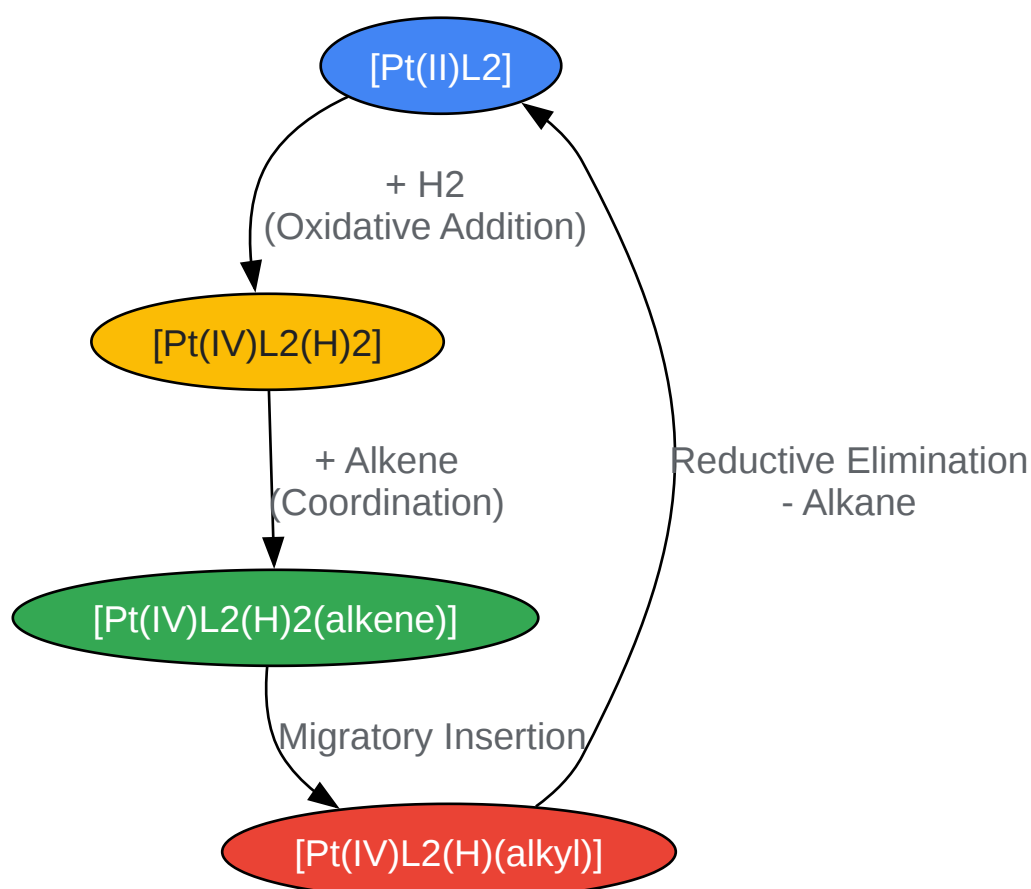 [Pt(II)L2]
+ H2
(Oxidative Addition)
[Pt(IV)L2(H)2]
+ Alkene
(Coordination)
Reductive Elimination
- Alkane
[Pt(IV)L2(H)2(alkene)]
Migratory Insertion
[Pt(IV)L2(H)(alkyl)]